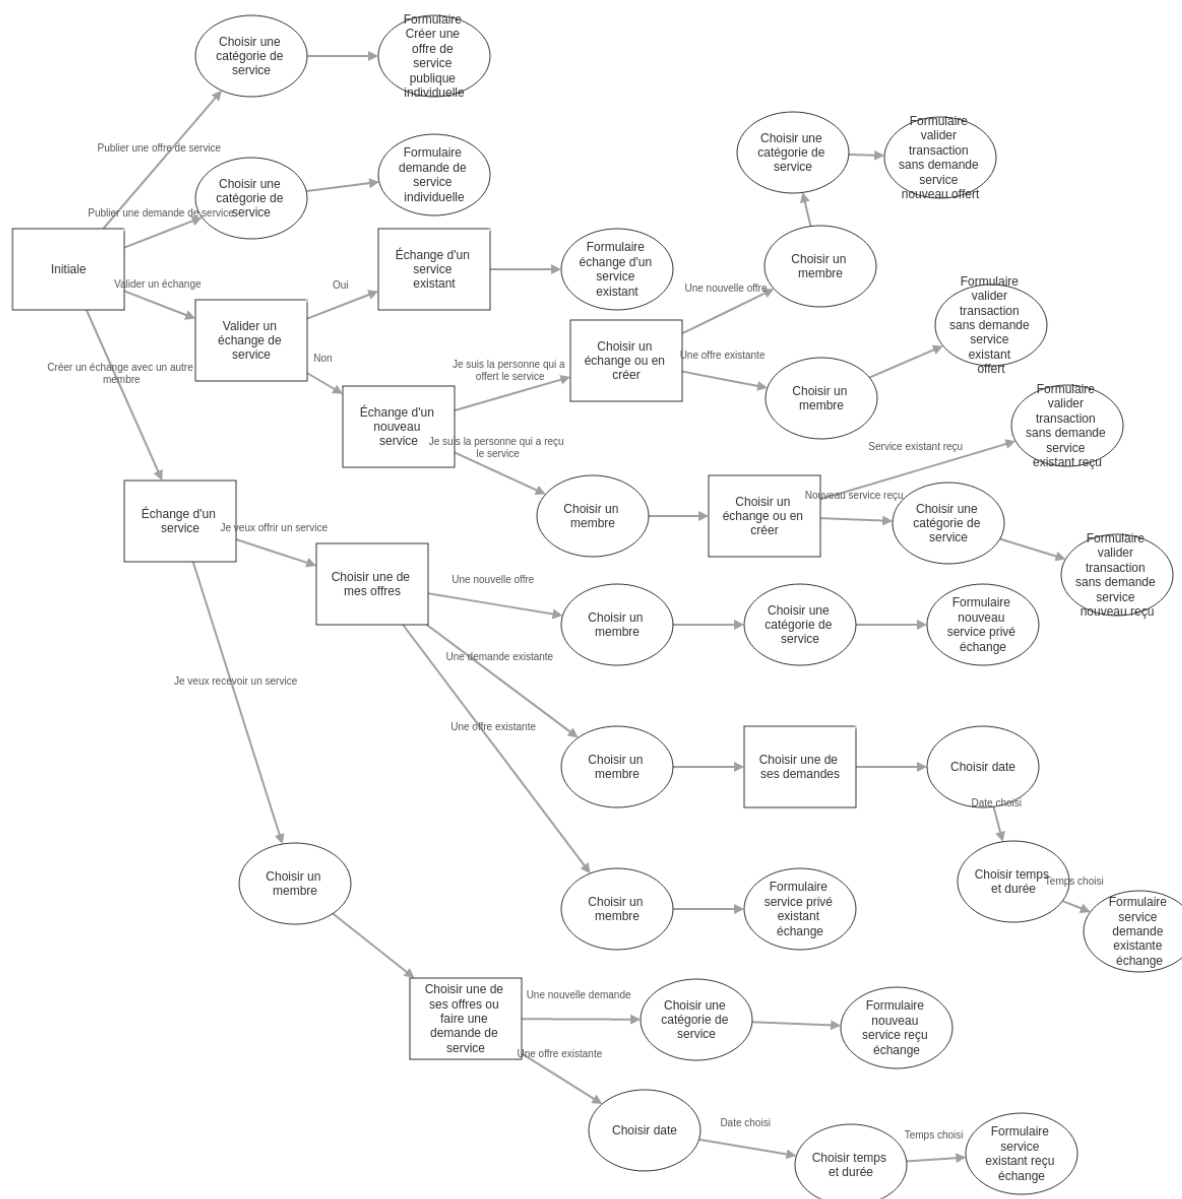 Choisir une
catégorie de
service
Formulaire
Créer une
offre de
service
publique
individuelle
Publier une offre de service
Choisir une
catégorie de
service
Formulaire
demande de
service
individuelle
Publier une demande de service
Initiale
Valider un échange
Valider un
échange de
service
Oui
Échange d'un
service
existant
Formulaire
échange d'un
service
existant
Non
Échange d'un
nouveau
service
Je suis la personne qui a
offert le service
Choisir un
échange ou en
créer
Une nouvelle offre
Choisir un
membre
Choisir une
catégorie de
service
Formulaire
valider
transaction
sans demande
service
nouveau offert
Une offre existante
Choisir un
membre
Formulaire
valider
transaction
sans demande
service
existant
offert
Je suis la personne qui a reçu
le service
Choisir un
membre
Choisir un
échange ou en
créer
Service existant reçu
Formulaire
valider
transaction
sans demande
service
existant reçu
Nouveau service reçu
Choisir une
catégorie de
service
Formulaire
valider
transaction
sans demande
service
nouveau reçu
Créer un échange avec un autre
membre
Échange d'un
service
Je veux offrir un service
Choisir une de
mes offres
Une nouvelle offre
Choisir un
membre
Choisir une
catégorie de
service
Formulaire
nouveau
service privé
échange
Une demande existante
Choisir un
membre
Choisir une de
ses demandes
Choisir date
Date choisi
Choisir temps
et durée
Temps choisi
Formulaire
service
demande
existante
échange
Une offre existante
Choisir un
membre
Formulaire
service privé
existant
échange
Je veux recevoir un service
Choisir un
membre
Choisir une de
ses offres ou
faire une
demande de
service
Une nouvelle demande
Choisir une
catégorie de
service
Formulaire
nouveau
service reçu
échange
Une offre existante
Choisir date
Date choisi
Choisir temps
et durée
Temps choisi
Formulaire
service
existant reçu
échange